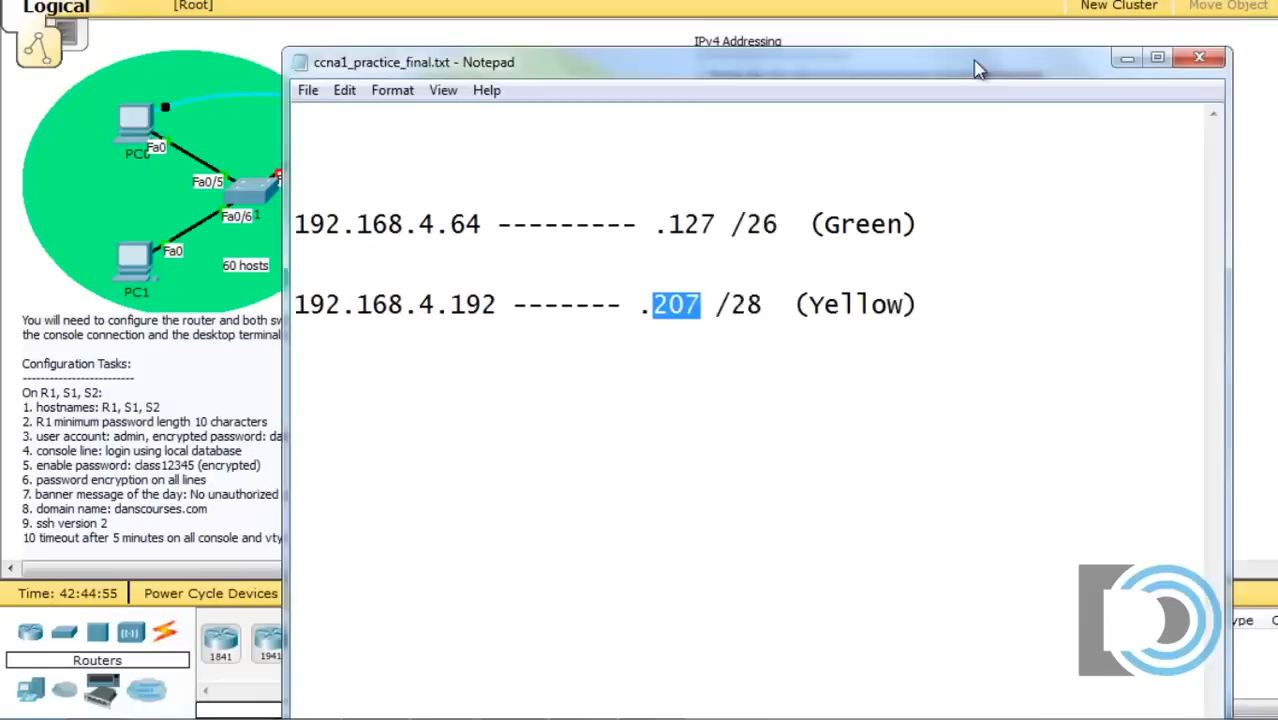 Logical
[Root]
New Cluster
Move Object
IPv4 Addressing
ccna1_practice_final.txt - Notepad
File Edit Format View Help
192.168.4.64 --------- .127 /26 (Green)
192.168.4.192 ------- .207 /28 (Yellow)
PC0
Fa0
Fa0/5
Fa0/6
1
Fa0
60 hosts
PC1
You will need to configure the router and both sw
the console connection and the desktop terminal
Configuration Tasks:
-------------------------
On R1, S1, S2:
1. hostnames: R1, S1, S2
2. R1 minimum password length 10 characters
3. user account: admin, encrypted password: da
4. console line: login using local database
5. enable password: class12345 (encrypted)
6. password encryption on all lines
7. banner message of the day: No unauthorized
8. domain name: danscourses.com
9. ssh version 2
10 timeout after 5 minutes on all console and vty
Time: 42:44:55
Power Cycle Devices
Routers
1841
1941
ype